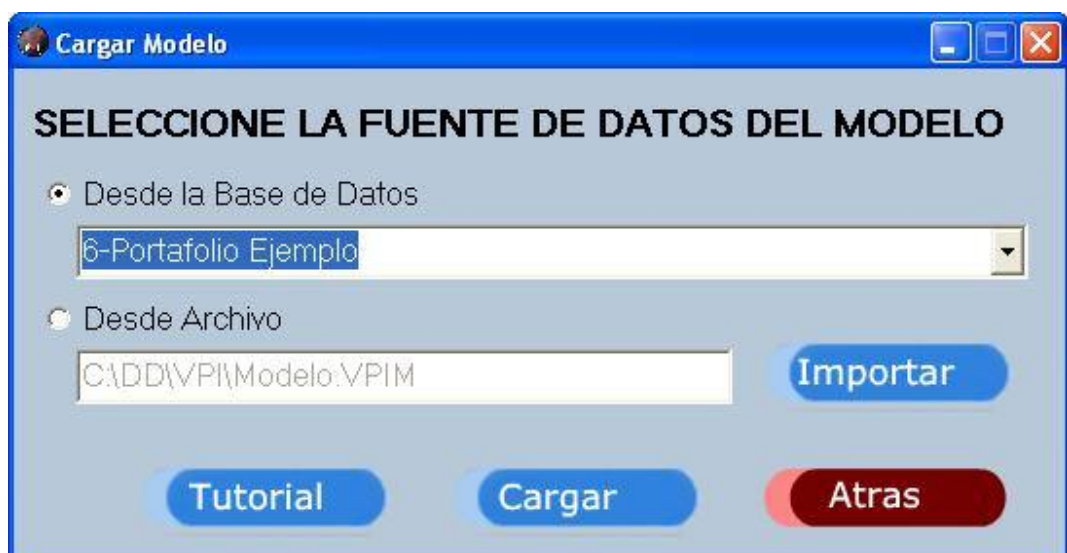 Cargar Modelo
SELECCIONE LA FUENTE DE DATOS DEL MODELO
Desde la Base de Datos
6-Portafolio Ejemplo
Desde Archivo
C:\DD\VPI\Modelo.VPIM
Importar
Tutorial
Cargar
Atras